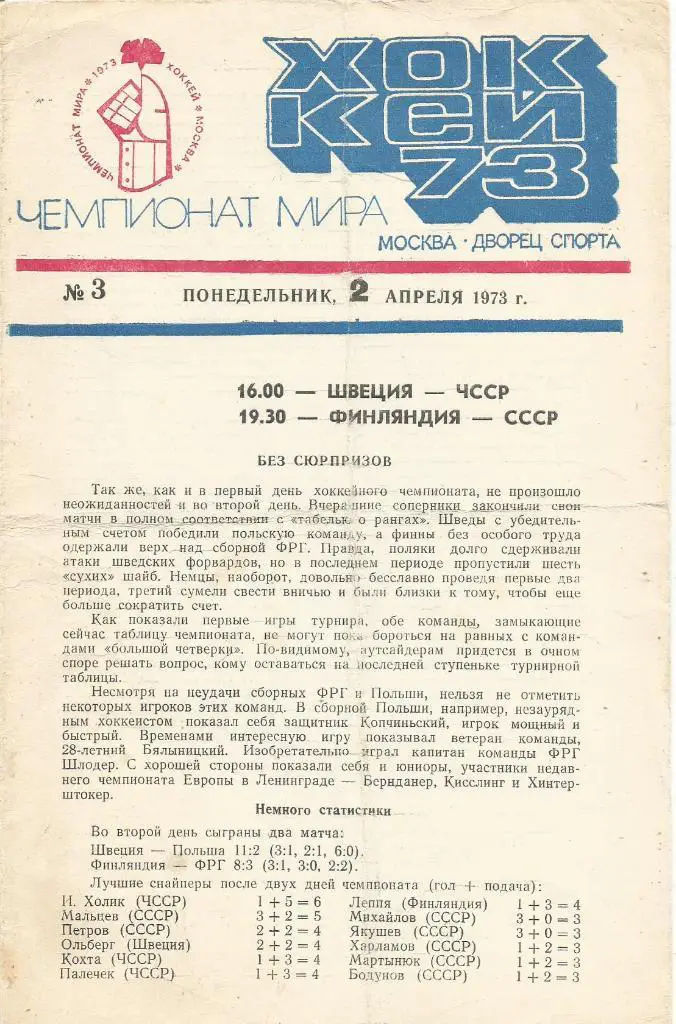 ЧЕМПИОНАТ МИРА * 1973 * ХОККЕЙ * МОСКВА *
ХОК
КЕЙ
73
ЧЕМПИОНАТ МИРА
МОСКВА · ДВОРЕЦ СПОРТА
№ 3 ПОНЕДЕЛЬНИК, 2 АПРЕЛЯ 1973 г.
16.00 — ШВЕЦИЯ — ЧССР
19.30 — ФИНЛЯНДИЯ — СССР
БЕЗ СЮРПРИЗОВ
Так же, как и в первый день хоккейного чемпионата, не произошло
неожиданностей и во второй день. Вчерашние соперники закончили свои
матчи в полном соответствии с «табелью о рангах». Шведы с убедитель-
ным счетом победили польскую команду, а финны без особого труда
одержали верх над сборной ФРГ. Правда, поляки долго сдерживали
атаки шведских форвардов, но в последнем периоде пропустили шесть
«сухих» шайб. Немцы, наоборот, довольно бесславно проведя первые два
периода, третий сумели свести вничью и были близки к тому, чтобы еще
больше сократить счет.
Как показали первые игры турнира, обе команды, замыкающие
сейчас таблицу чемпионата, не могут пока бороться на равных с коман-
дами «большой четверки». По-видимому, аутсайдерам придется в очном
споре решать вопрос, кому оставаться на последней ступеньке турнирной
таблицы.
Несмотря на неудачи сборных ФРГ и Польши, нельзя не отметить
некоторых игроков этих команд. В сборной Польши, например, незауряд-
ным хоккеистом показал себя защитник Копчиньский, игрок мощный и
быстрый. Временами интересную игру показывал ветеран команды,
28-летний Бялыницкий. Изобретательно играл капитан команды ФРГ
Шлодер. С хорошей стороны показали себя и юниоры, участники недав-
него чемпионата Европы в Ленинграде — Бернданер, Кисслинг и Хинтер-
штокер.
Немного статистики
Во второй день сыграны два матча:
Швеция — Польша 11:2 (3:1, 2:1, 6:0).
Финляндия — ФРГ 8:3 (3:1, 3:0, 2:2).
Лучшие снайперы после двух дней чемпионата (гол + подача):
И. Холик (ЧССР) 1 + 5 = 6 Леппя (Финляндия) 1 + 3 = 4
Мальцев (СССР) 3 + 2 = 5 Михайлов (СССР) 3 + 0 = 3
Петров (СССР) 2 + 2 = 4 Якушев (СССР) 3 + 0 = 3
Ольберг (Швеция) 2 + 2 = 4 Харламов (СССР) 1 + 2 = 3
Кохта (ЧССР) 1 + 3 = 4 Мартынюк (СССР) 1 + 2 = 3
Палечек (ЧССР) 1 + 3 = 4 Бодунов (СССР) 1 + 2 = 3